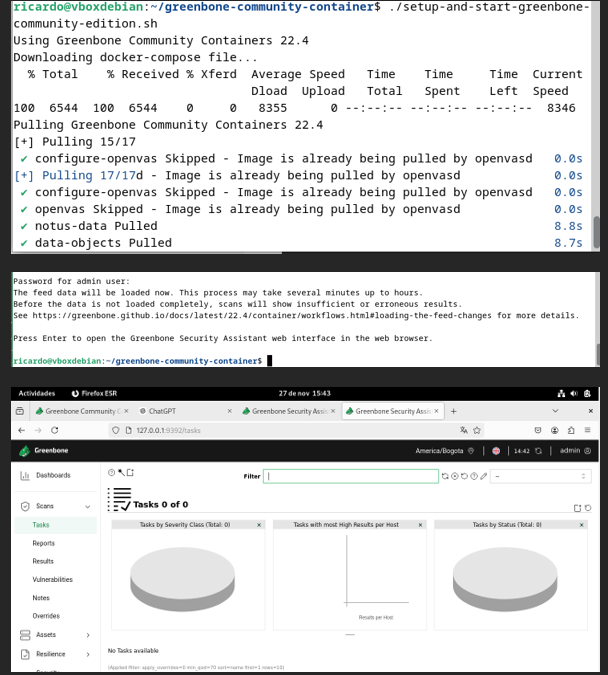 ricardo@vboxdebian:~/greenbone-community-container$ ./setup-and-start-greenbone-
community-edition.sh
Using Greenbone Community Containers 22.4
Downloading docker-compose file...
% Total % Received % Xferd Average Speed Time Time Time Current
Dload Upload Total Spent Left Speed
100 6544 100 6544 0 0 8355 0 --:--:-- --:--:-- --:--:-- 8346
Pulling Greenbone Community Containers 22.4
[+] Pulling 15/17
✔ configure-openvas Skipped - Image is already being pulled by openvasd 0.0s
[+] Pulling 17/17d - Image is already being pulled by openvasd 0.0s
✔ configure-openvas Skipped - Image is already being pulled by openvasd 0.0s
✔ openvas Skipped - Image is already being pulled by openvasd 0.0s
✔ notus-data Pulled 8.8s
✔ data-objects Pulled 8.7s
Password for admin user:
The feed data will be loaded now. This process may take several minutes up to hours.
Before the data is not loaded completely, scans will show insufficient or erroneous results.
See https://greenbone.github.io/docs/latest/22.4/container/workflows.html#loading-the-feed-changes for more details.
Press Enter to open the Greenbone Security Assistant web interface in the web browser.
ricardo@vboxdebian:~/greenbone-community-container$
Actividades Firefox ESR 27 de nov 15:43
Greenbone Community C × ChatGPT × Greenbone Security Assis × Greenbone Security Assis × +
127.0.0.1:9392/tasks
Greenbone America/Bogota 14:42 admin
Dashboards
Filter
--
Scans
Tasks 0 of 0
Tasks
Tasks by Severity Class (Total: 0) × Tasks with most High Results per Host × Tasks by Status (Total: 0) ×
Reports
Results
Vulnerabilities
Notes
Results per Host
Overrides
Assets
Resilience
No Tasks available
(Applied filter: apply_overrides=0 min_qod=70 sort=name first=1 rows=10)